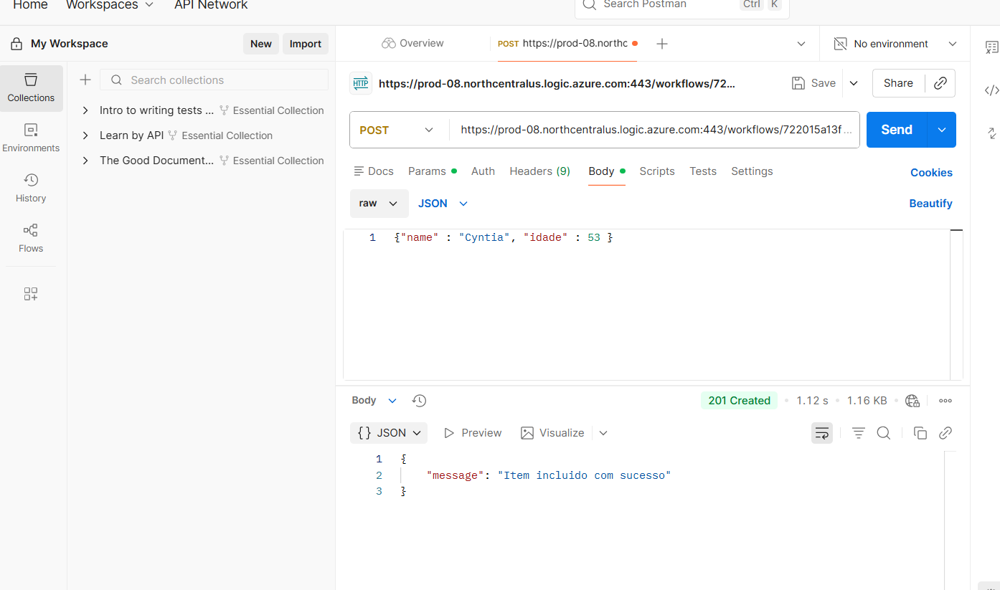 Home Workspaces API Network Search Postman Ctrl K
My Workspace New Import
Overview POST https://prod-08.northc No environment
Collections
Environments
History
Flows
Search collections
Intro to writing tests ... Essential Collection
Learn by API Essential Collection
The Good Document... Essential Collection
HTTP https://prod-08.northcentralus.logic.azure.com:443/workflows/72... Save Share
POST https://prod-08.northcentralus.logic.azure.com:443/workflows/722015a13f ... Send
Docs Params Auth Headers (9) Body Scripts Tests Settings Cookies
raw JSON Beautify
1 {"name" : "Cyntia", "idade" : 53 }
Body 201 Created 1.12 s 1.16 KB
{} JSON Preview Visualize
1 {
2 "message": "Item incluido com sucesso"
3 }